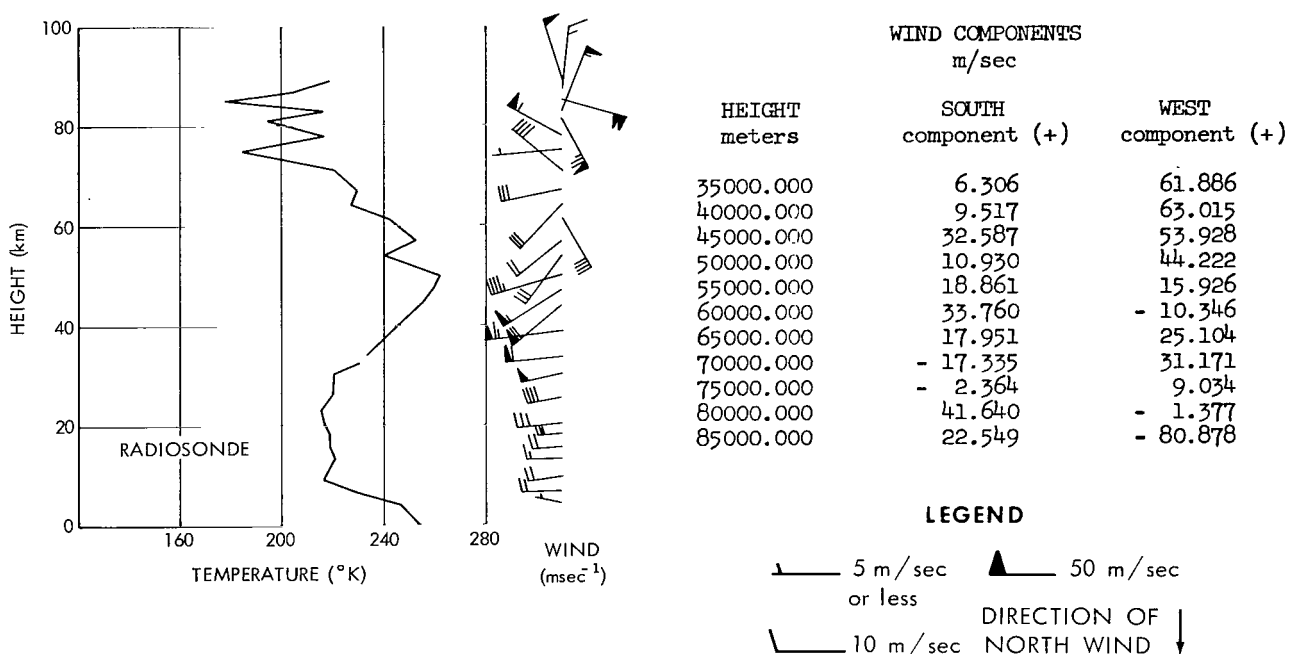 100
80
60
40
20
0
HEIGHT (km)
RADIOSONDE
160 200 240 280
TEMPERATURE (°K)
WIND
(msec⁻¹)
WIND COMPONENTS
m/sec
HEIGHT SOUTH WEST
meters component (+) component (+)
35000.000 6.306 61.886
40000.000 9.517 63.015
45000.000 32.587 53.928
50000.000 10.930 44.222
55000.000 18.861 15.926
60000.000 33.760 - 10.346
65000.000 17.951 25.104
70000.000 - 17.335 31.171
75000.000 - 2.364 9.034
80000.000 41.640 - 1.377
85000.000 22.549 - 80.878
LEGEND
5 m/sec
or less
50 m/sec
10 m/sec
DIRECTION OF
NORTH WIND